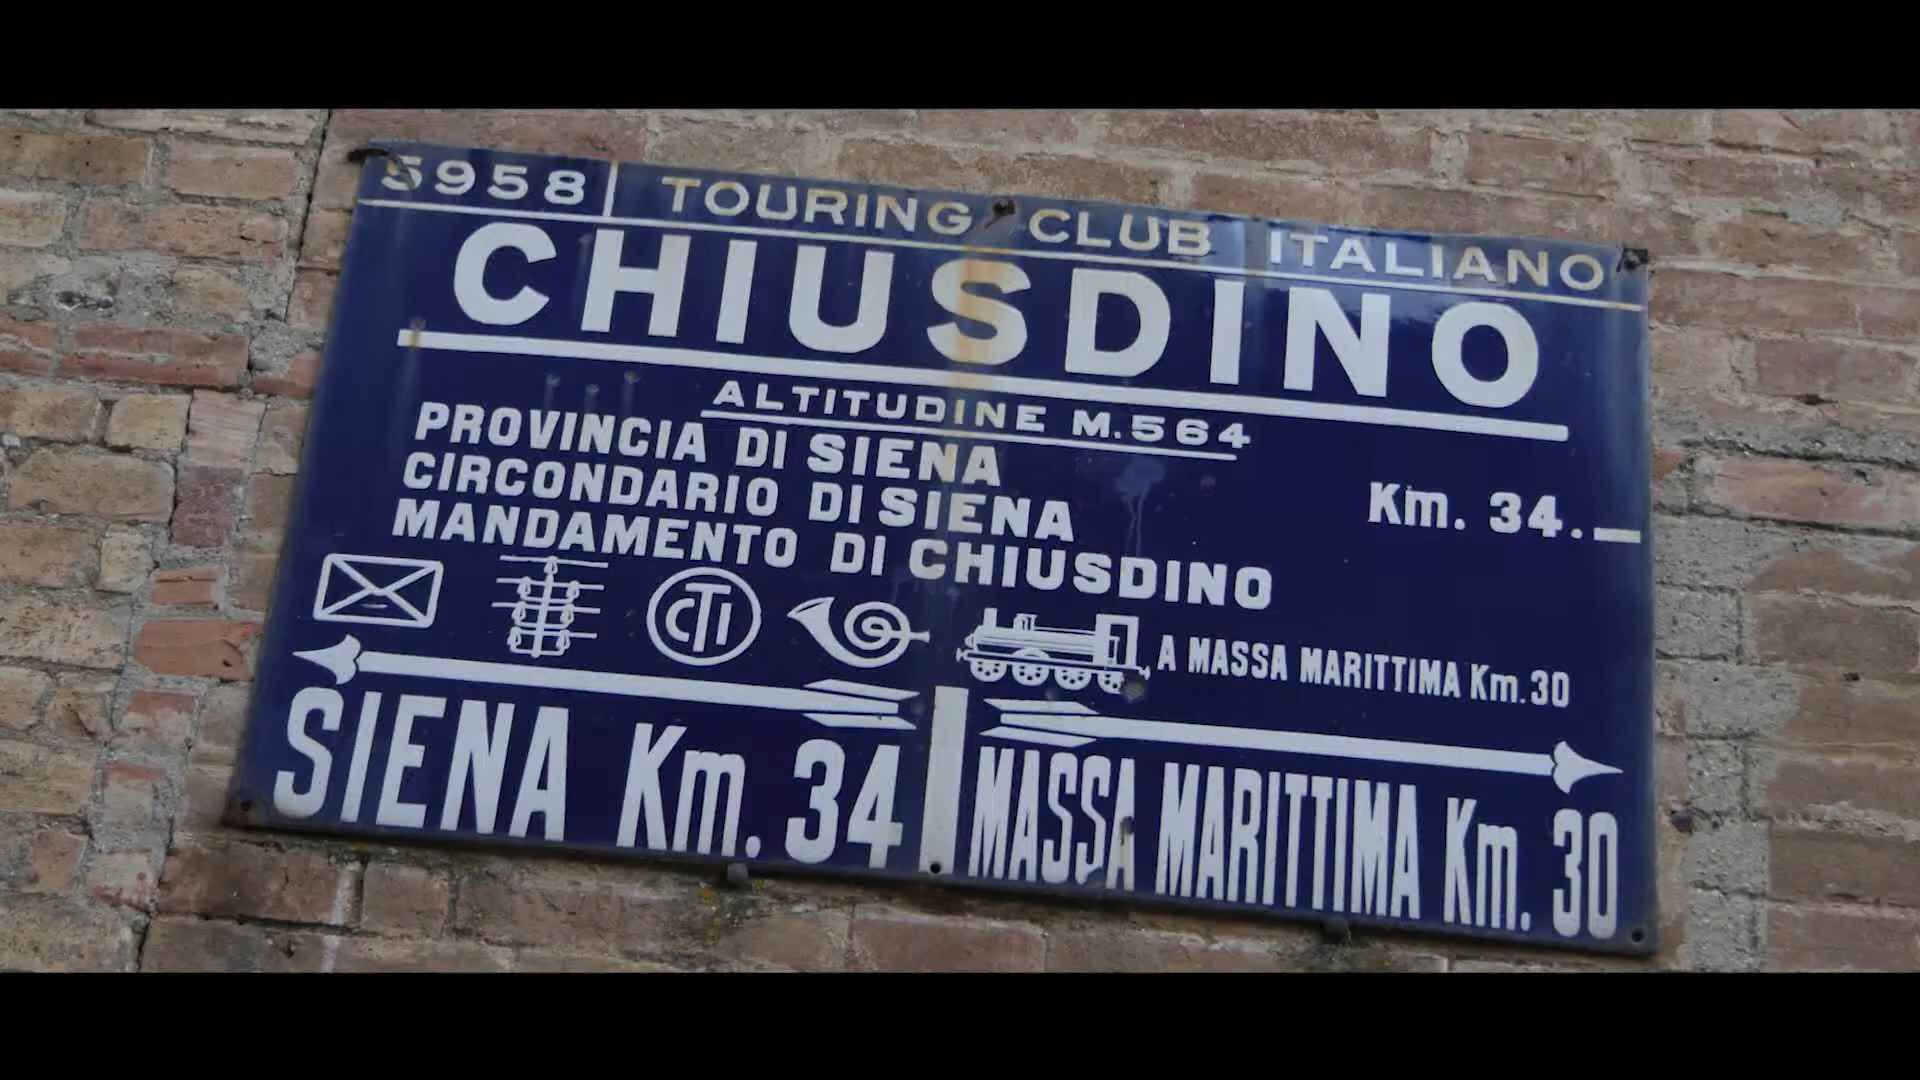 5958 TOURING CLUB ITALIANO
CHIUSDINO
ALTITUDINE M.564
PROVINCIA DI SIENA
CIRCONDARIO DI SIENA
Km. 34.—
MANDAMENTO DI CHIUSDINO
CTI
A MASSA MARITTIMA Km.30
SIENA Km. 34
MASSA MARITTIMA Km. 30